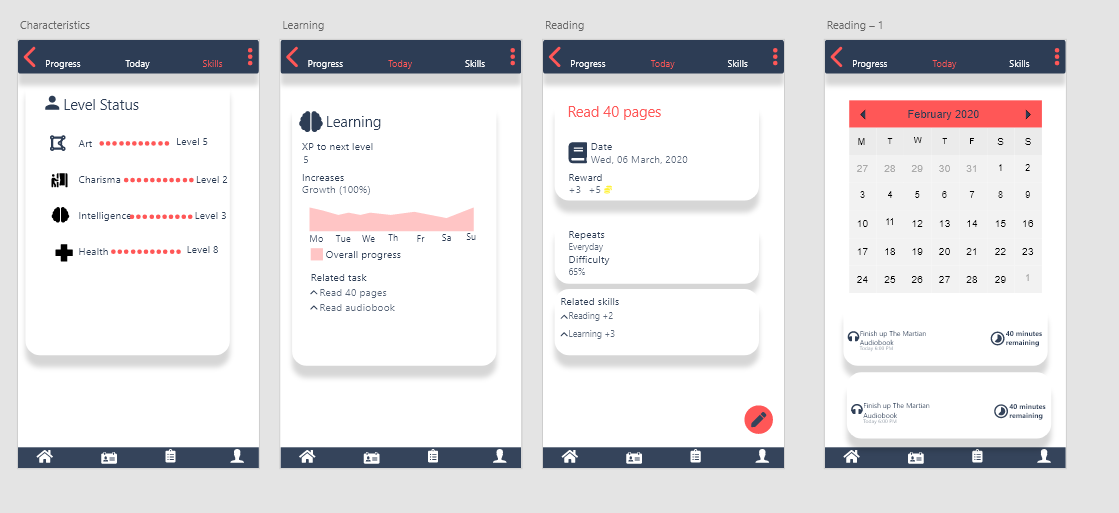 Characteristics
Progress Today Skills
Level Status
Art Level 5
Charisma Level 2
Intelligence Level 3
Health Level 8
Learning
Progress Today Skills
Learning
XP to next level
5
Increases
Growth (100%)
Mo Tue We Th Fr Sa Su
Overall progress
Related task
Read 40 pages
Read audiobook
Reading
Progress Today Skills
Read 40 pages
Date
Wed, 06 March, 2020
Reward
+3 +5
Repeats
Everyday
Difficulty
65%
Related skills
Reading +2
Learning +3
Reading – 1
Progress Today Skills
February 2020
M T W T F S S
27 28 29 30 31 1 2
3 4 5 6 7 8 9
10 11 12 13 14 15 16
17 18 19 20 21 22 23
24 25 26 27 28 29 1
Finish up The Martian
Audiobook
Today 6:00 PM
40 minutes
remaining
Finish up The Martian
Audiobook
Today 6:00 PM
40 minutes
remaining